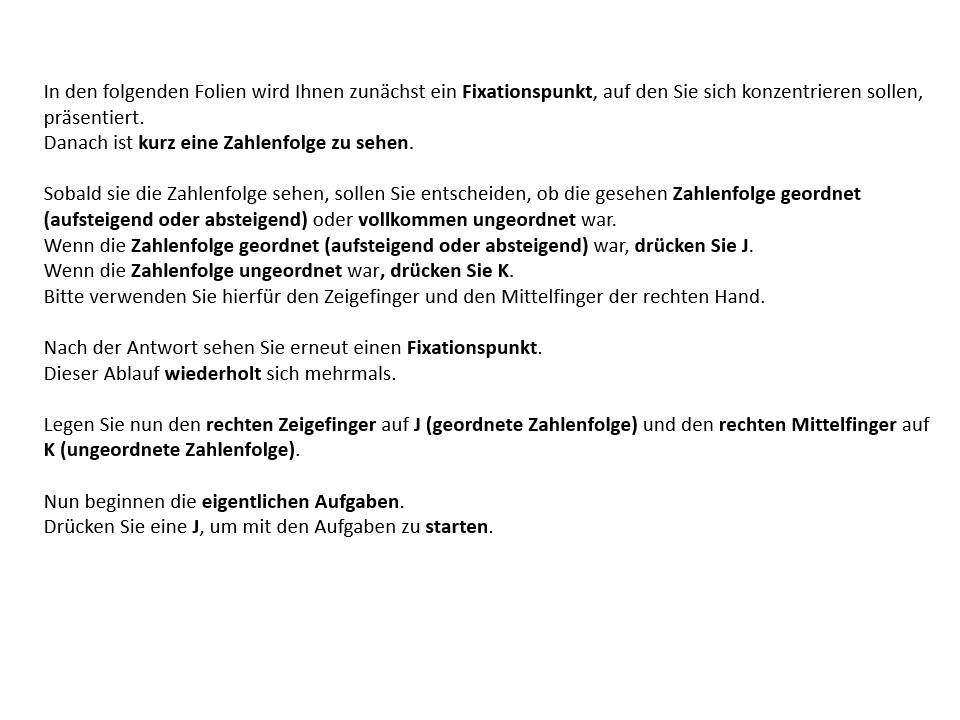 In den folgenden Folien wird Ihnen zunächst ein Fixationspunkt, auf den Sie sich konzentrieren sollen,
präsentiert.
Danach ist kurz eine Zahlenfolge zu sehen.
Sobald sie die Zahlenfolge sehen, sollen Sie entscheiden, ob die gesehen Zahlenfolge geordnet
(aufsteigend oder absteigend) oder vollkommen ungeordnet war.
Wenn die Zahlenfolge geordnet (aufsteigend oder absteigend) war, drücken Sie J.
Wenn die Zahlenfolge ungeordnet war, drücken Sie K.
Bitte verwenden Sie hierfür den Zeigefinger und den Mittelfinger der rechten Hand.
Nach der Antwort sehen Sie erneut einen Fixationspunkt.
Dieser Ablauf wiederholt sich mehrmals.
Legen Sie nun den rechten Zeigefinger auf J (geordnete Zahlenfolge) und den rechten Mittelfinger auf
K (ungeordnete Zahlenfolge).
Nun beginnen die eigentlichen Aufgaben.
Drücken Sie eine J, um mit den Aufgaben zu starten.